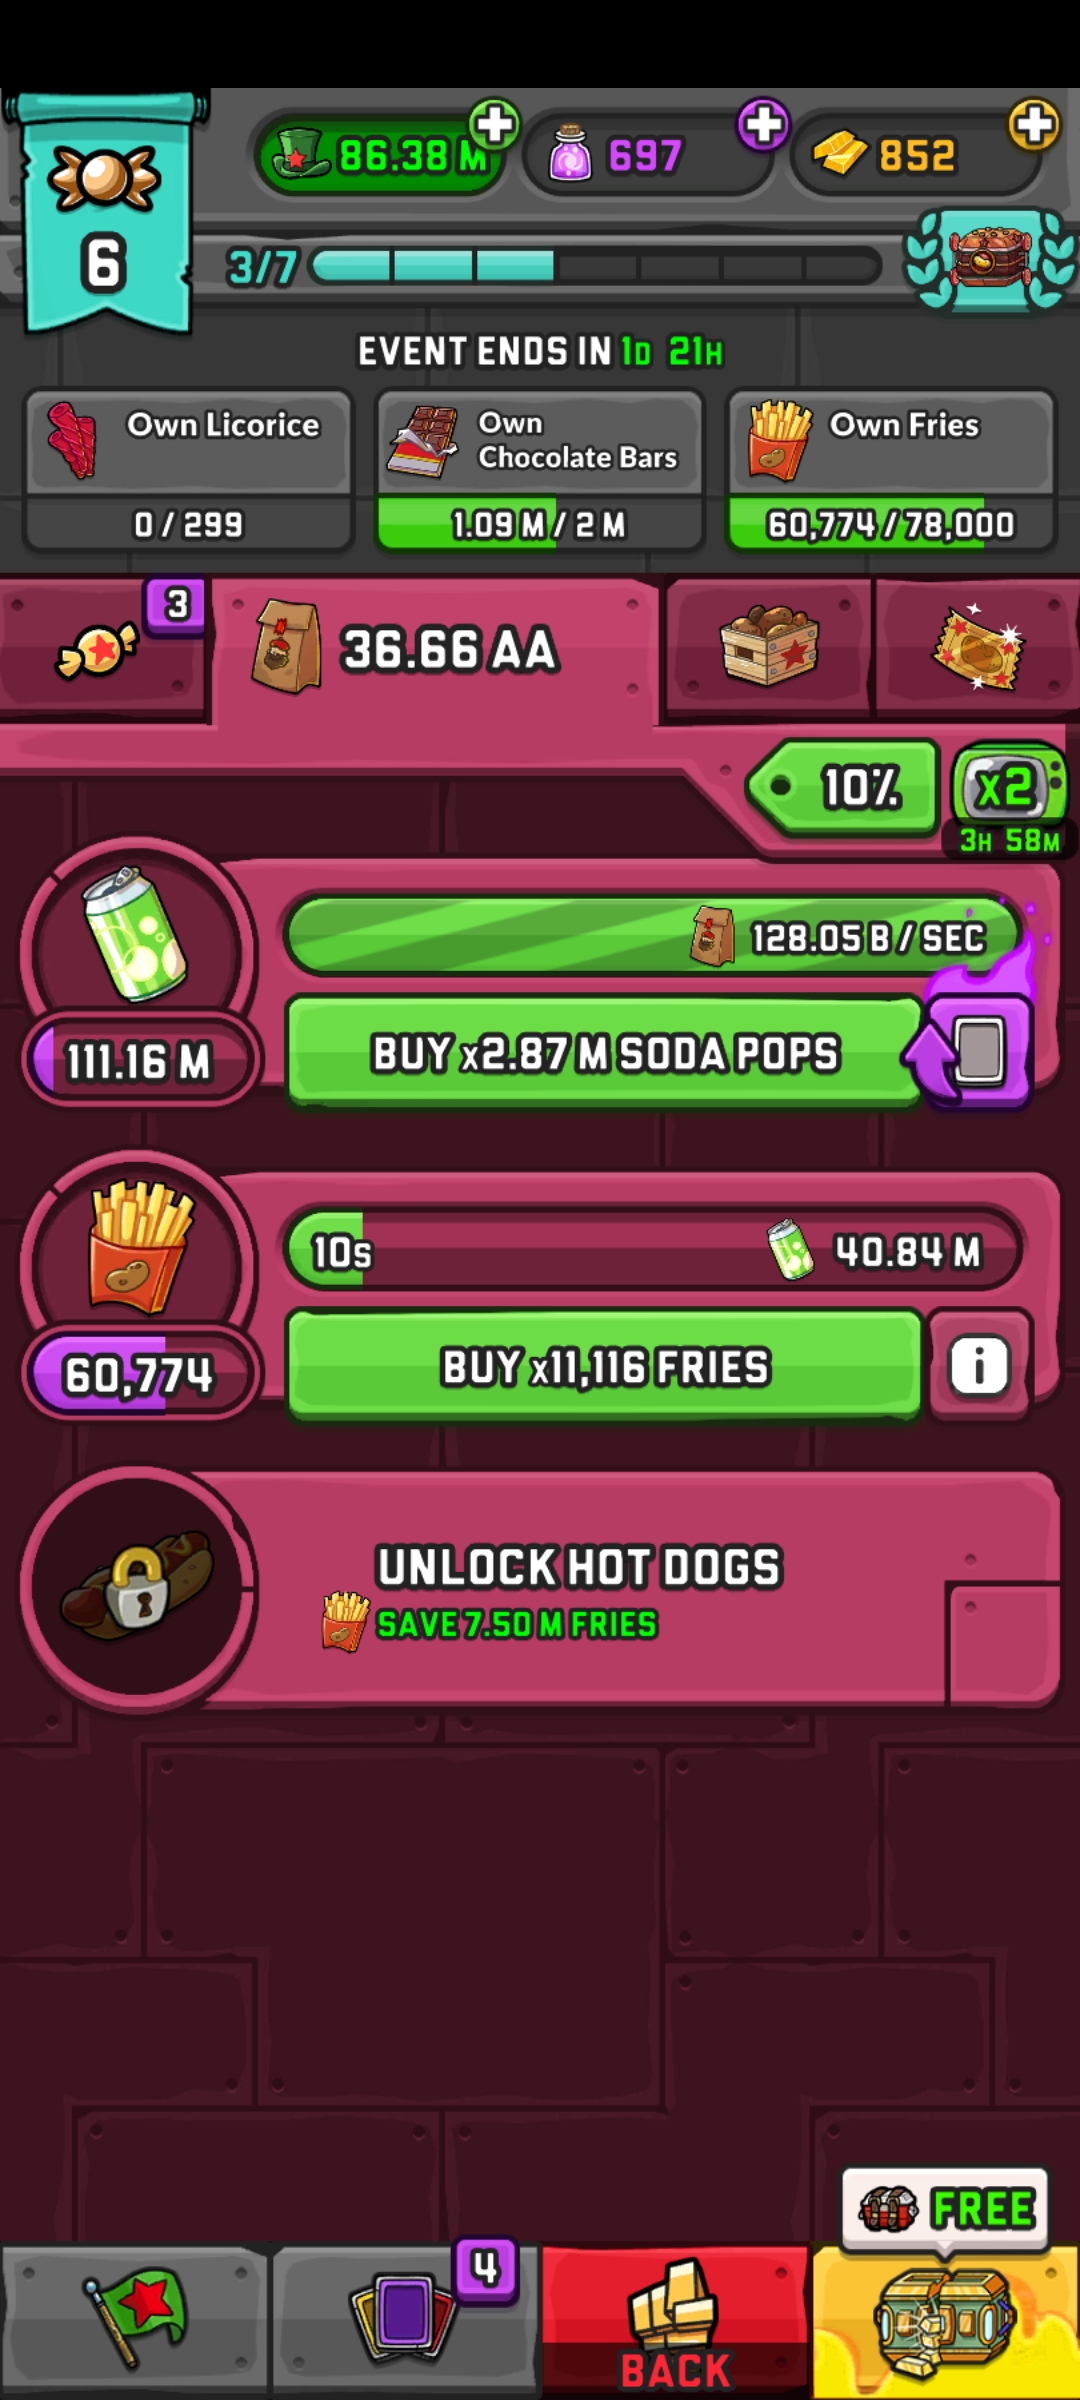 86.38 M
697
852
6
3/7
EVENT ENDS IN 1D 21H
Own Licorice
0 / 299
Own
Chocolate Bars
1.09 M / 2 M
Own Fries
60,774 / 78,000
3
36.66 AA
10%
x2
3H 58M
128.05 B / SEC
111.16 M
BUY x2.87 M SODA POPS
10s
40.84 M
60,774
BUY x11,116 FRIES
i
UNLOCK HOT DOGS
SAVE 7.50 M FRIES
FREE
4
BACK